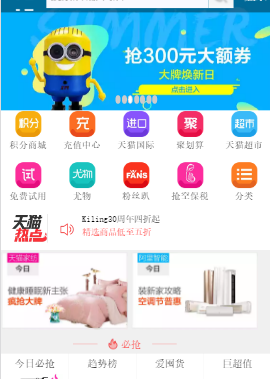 SUMMER
抢300元大额券
大牌焕新日
点击进入
积分
充
进口
聚
超市
积分商城
充值中心
天猫国际
聚划算
天猫超市
试
尤物
FANS
抢
免费试用
尤物
粉丝趴
抢空保税
分类
天猫
热点
Kiling30周年四折起
精选商品低至五折
天猫家纺
今日
健康睡眠新主张
疯抢大牌
阿里智能
今日
装新家攻略
空调节普惠
必抢
今日必抢
趋势榜
爱囤货
巨超值